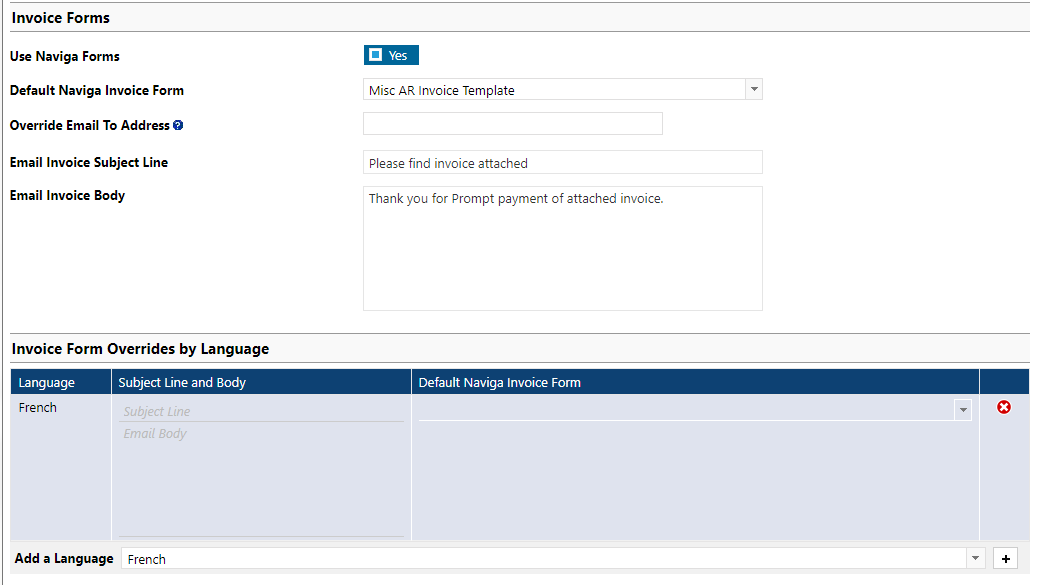 Invoice Forms
Use Naviga Forms
Yes
Default Naviga Invoice Form
Misc AR Invoice Template
Override Email To Address ?
Email Invoice Subject Line
Please find invoice attached
Email Invoice Body
Thank you for Prompt payment of attached invoice.
Invoice Form Overrides by Language
Language
Subject Line and Body
Default Naviga Invoice Form
French
Subject Line
Email Body
Add a Language
French
+